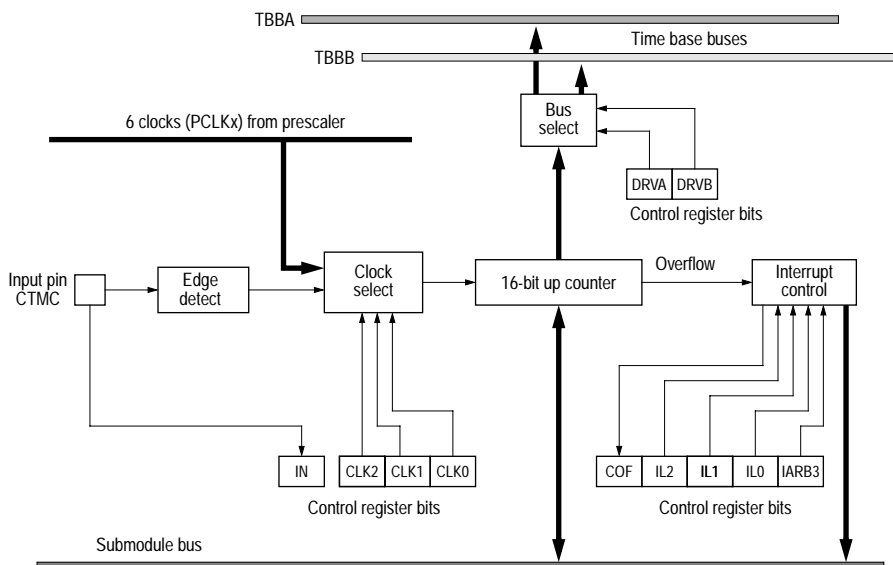 TBBA
Time base buses
TBBB
6 clocks (PCLKx) from prescaler
Bus
select
DRVA DRVB
Control register bits
Input pin
CTMC
Edge
detect
Clock
select
16-bit up counter
Overflow
Interrupt
control
IN
CLK2 CLK1 CLK0
Control register bits
COF IL2 IL1 IL0 IARB3
Control register bits
Submodule bus